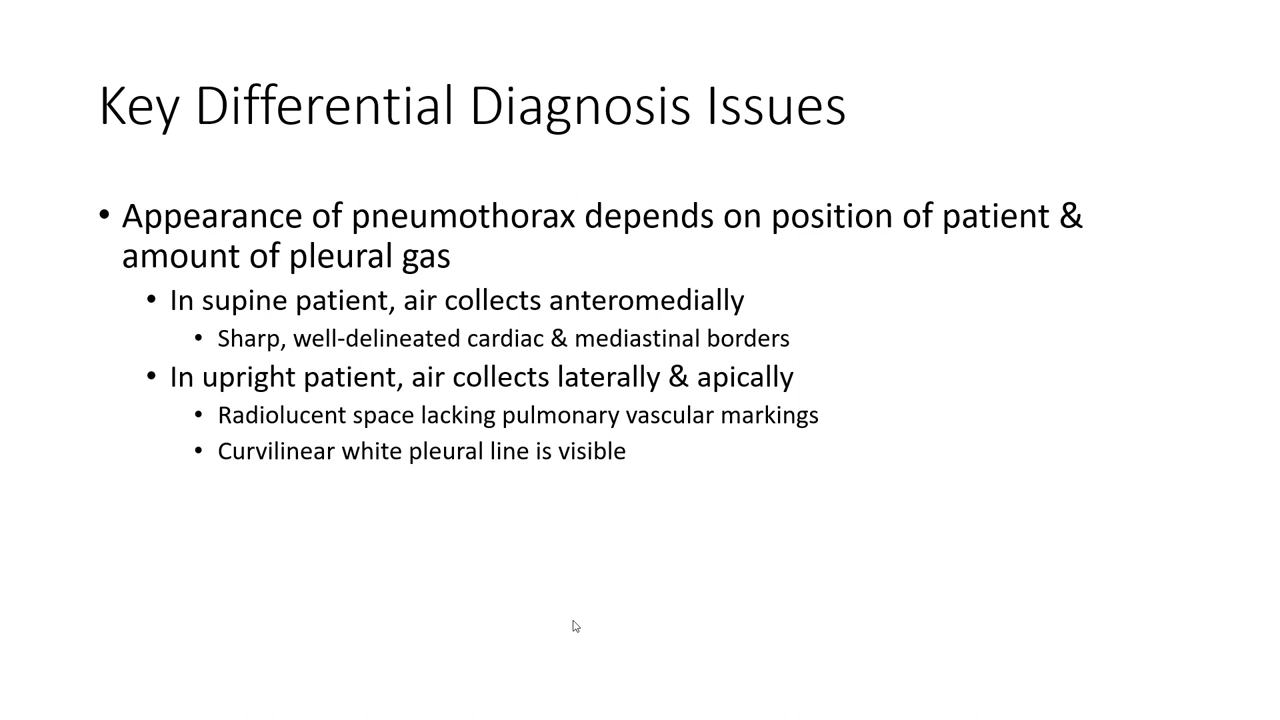 Key Differential Diagnosis Issues
• Appearance of pneumothorax depends on position of patient &
amount of pleural gas
• In supine patient, air collects anteromedially
• Sharp, well-delineated cardiac & mediastinal borders
• In upright patient, air collects laterally & apically
• Radiolucent space lacking pulmonary vascular markings
• Curvilinear white pleural line is visible